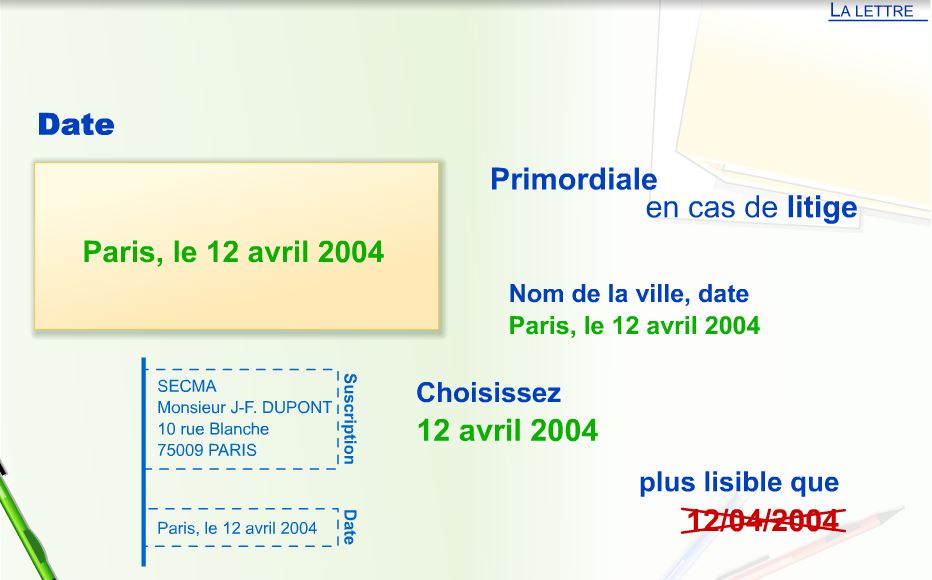 LA LETTRE
Date
Paris, le 12 avril 2004
Primordiale
en cas de litige
Nom de la ville, date
Paris, le 12 avril 2004
SECMA
Monsieur J-F. DUPONT
10 rue Blanche
75009 PARIS
Suscription
Paris, le 12 avril 2004
Date
Choisissez
12 avril 2004
plus lisible que
12/04/2004